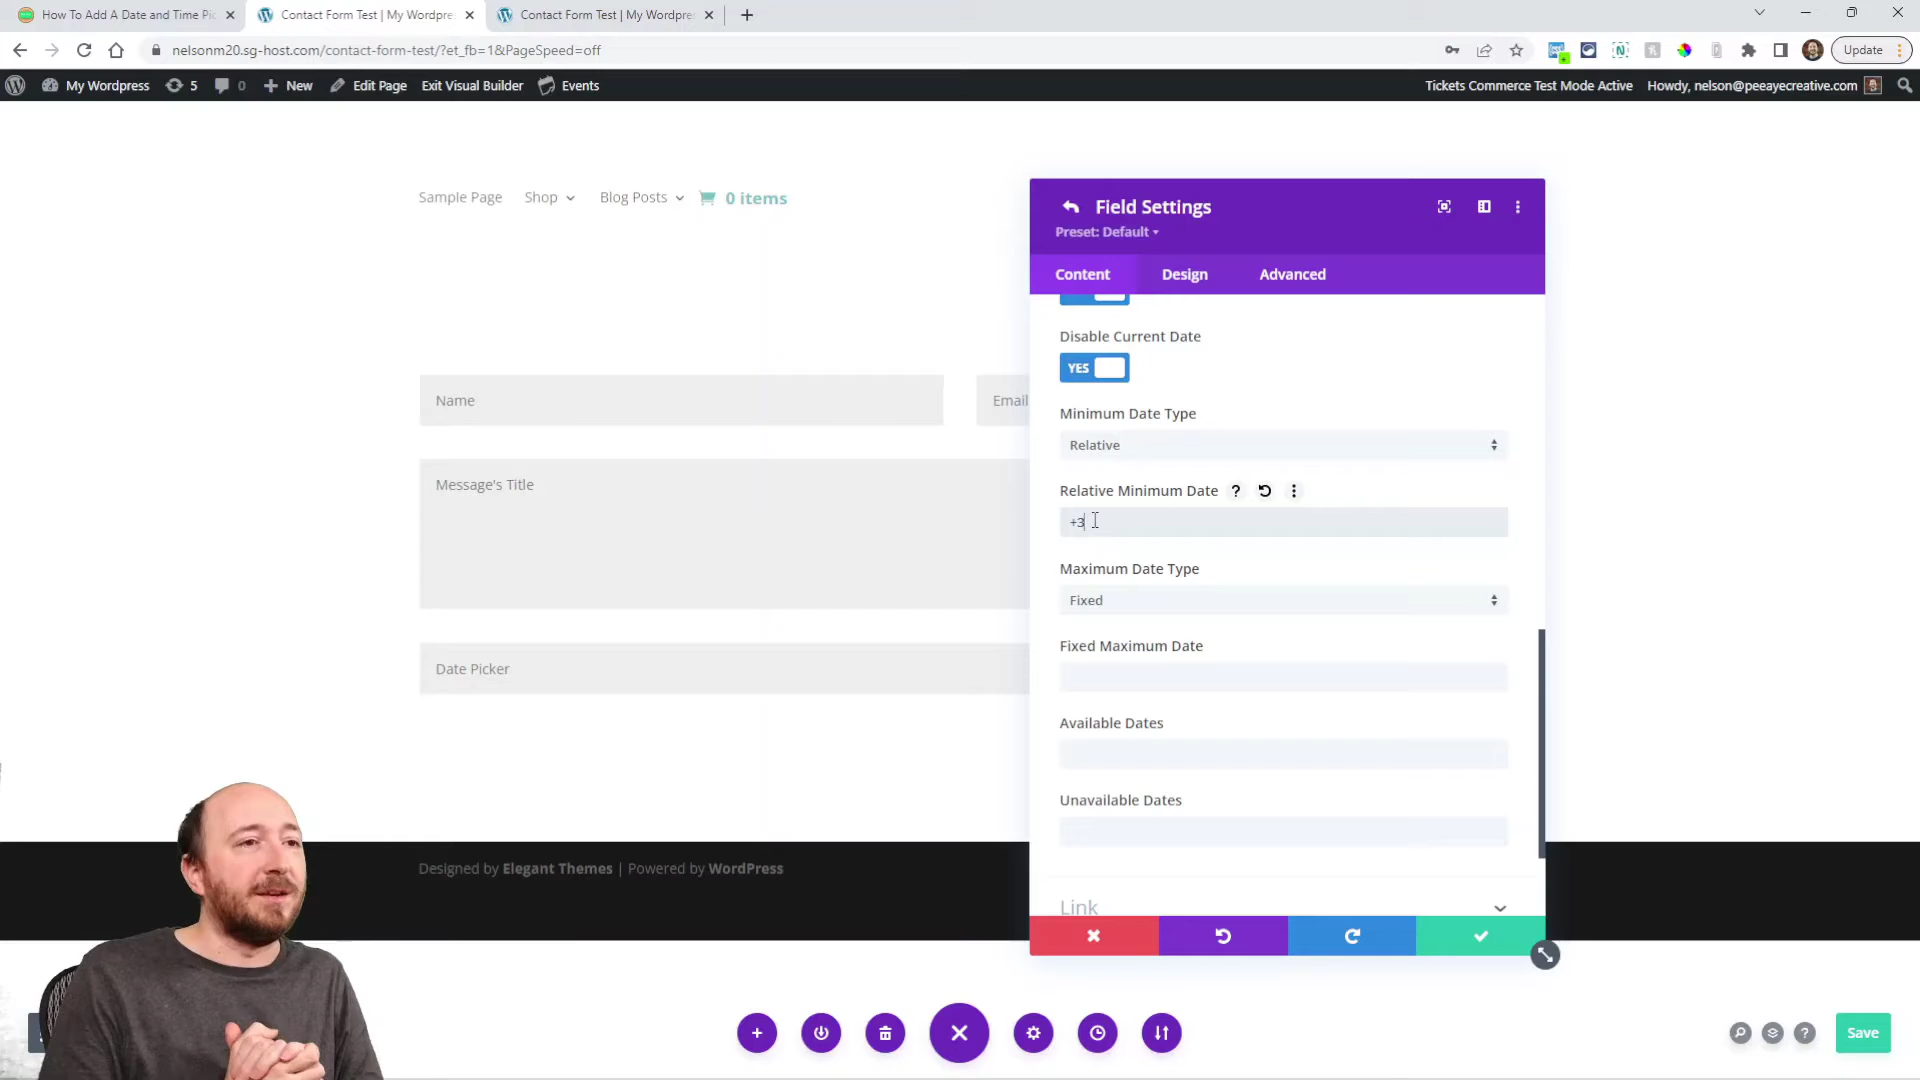 How To Add A Date and Time Pic
Contact Form Test | My Wordpre
Contact Form Test | My Wordpre
nelsonm20.sg-host.com/contact-form-test/?et_fb=1&PageSpeed=off
Update
My Wordpress 5 0 New Edit Page Exit Visual Builder Events
Tickets Commerce Test Mode Active Howdy, nelson@peeayecreative.com
Sample Page Shop Blog Posts 0 items
Field Settings
Preset: Default
Content Design Advanced
Disable Current Date
YES
Minimum Date Type
Relative
Relative Minimum Date ?
+3
Maximum Date Type
Fixed
Fixed Maximum Date
Available Dates
Unavailable Dates
Link
Name
Email
Message's Title
Date Picker
Designed by Elegant Themes | Powered by WordPress
Save